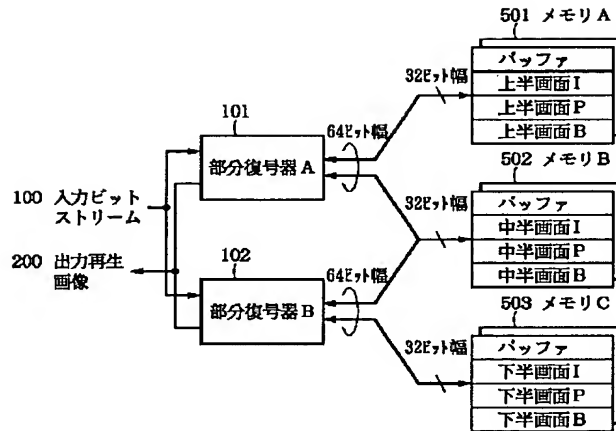 501 メモリA
バッファ
上半画面I
上半画面P
上半画面B
32ビット幅
101
部分復号器A
64ビット幅
100 入力ビット
ストリーム
200 出力再生
画像
102
部分復号器B
64ビット幅
502 メモリB
32ビット幅
バッファ
中半画面I
中半画面P
中半画面B
503 メモリC
32ビット幅
バッファ
下半画面I
下半画面P
下半画面B